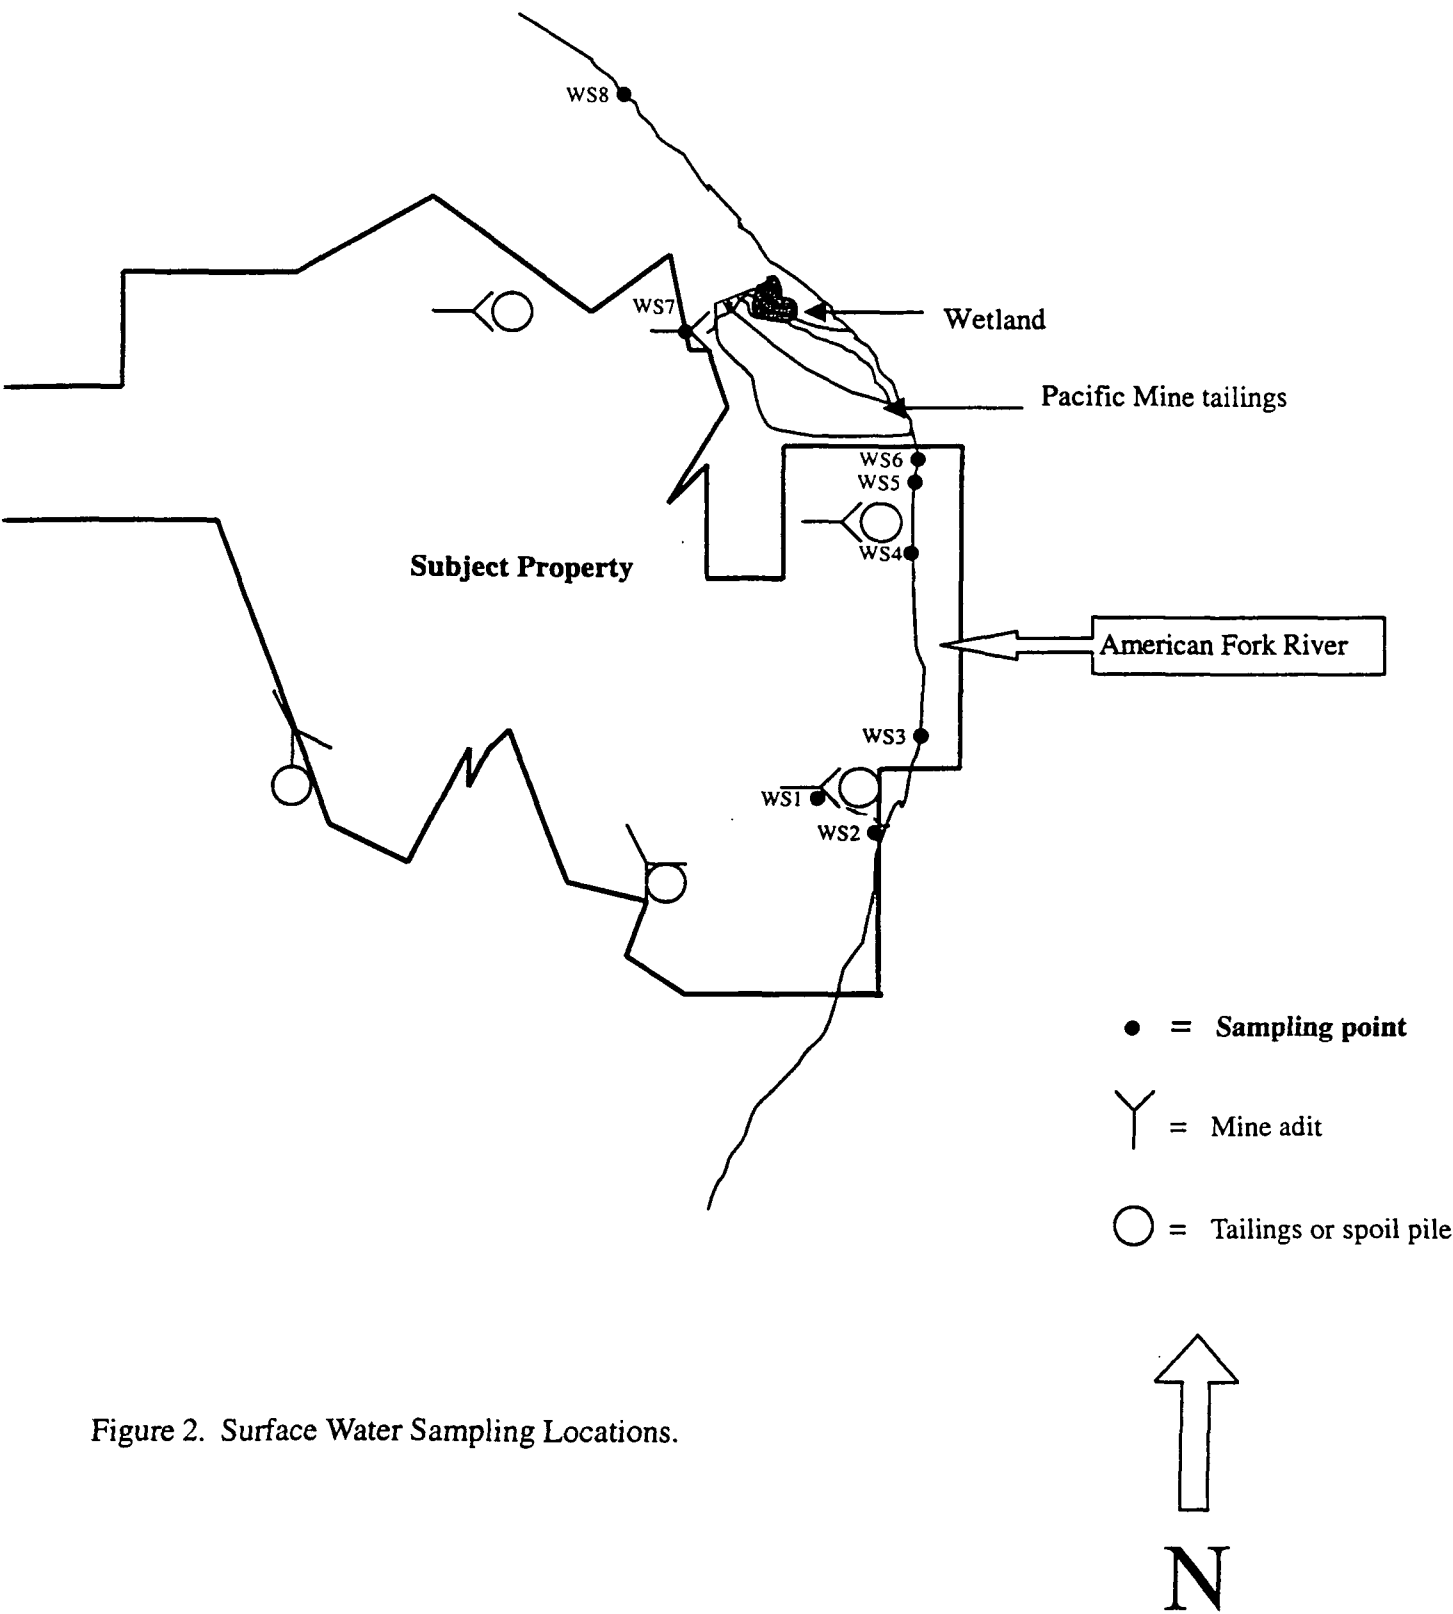 WS8
WS7
Wetland
Pacific Mine tailings
WS6
WS5
WS4
Subject Property
American Fork River
WS3
WS1
WS2
= Sampling point
= Mine adit
= Tailings or spoil pile
Figure 2. Surface Water Sampling Locations.
N